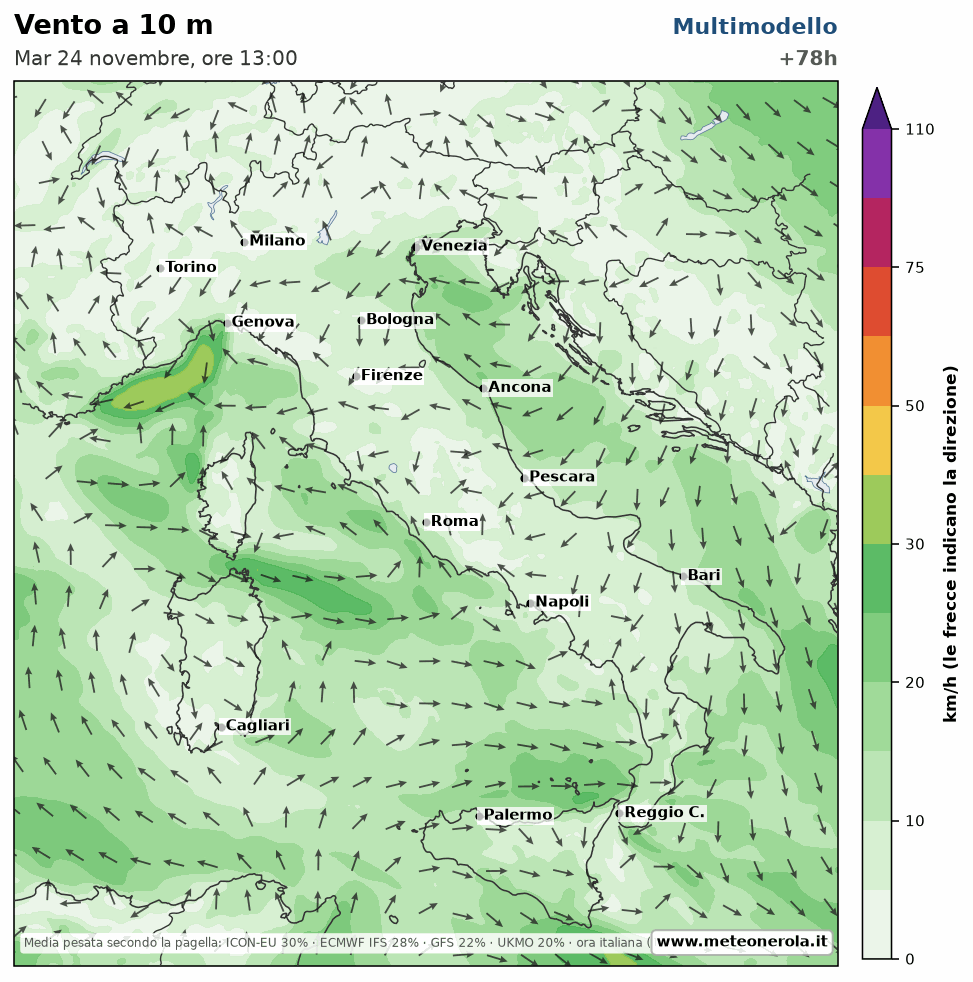 Vento a 10 m
Multimodello
Mar 24 novembre, ore 13:00
+78h
Milano
Venezia
Torino
Genova
Bologna
Firenze
Ancona
Pescara
Roma
Bari
Napoli
Cagliari
Palermo
Reggio C.
110
75
50
30
20
10
0
km/h (le frecce indicano la direzione)
Media pesata secondo la pagella: ICON-EU 30% · ECMWF IFS 28% · GFS 22% · UKMO 20% · ora italiana (
www.meteonerola.it